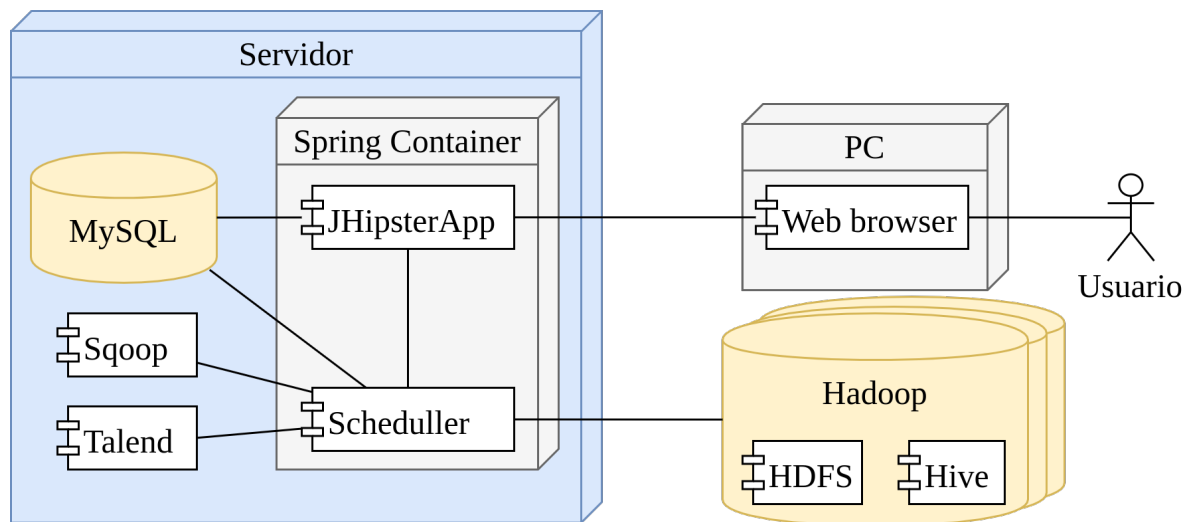 Servidor
Spring Container
PC
MySQL
JHipsterApp
Web browser
Usuario
Sqoop
Talend
Scheduller
Hadoop
HDFS
Hive